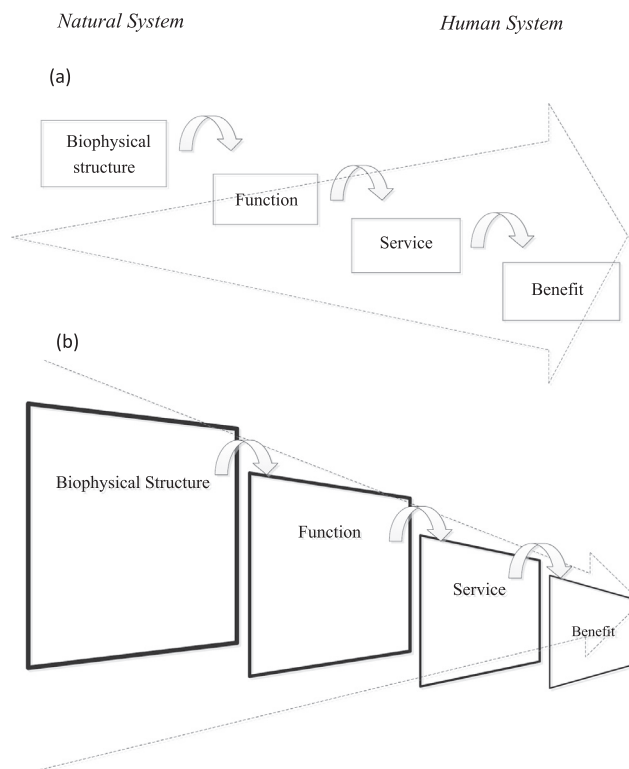 Natural System Human System
(a)
Biophysical
structure
Function
Service
Benefit
(b)
Biophysical Structure
Function
Service
Benefit